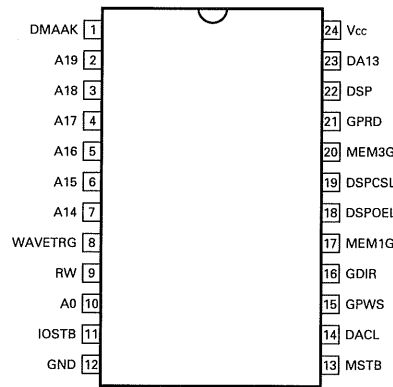 DMAAK 1
A19 2
A18 3
A17 4
A16 5
A15 6
A14 7
WAVETRG 8
RW 9
A0 10
IOSTB 11
GND 12
24 Vcc
23 DA13
22 DSP
21 GPRD
20 MEM3G
19 DSPCSL
18 DSPOEL
17 MEM1G
16 GDIR
15 GPWS
14 DACL
13 MSTB